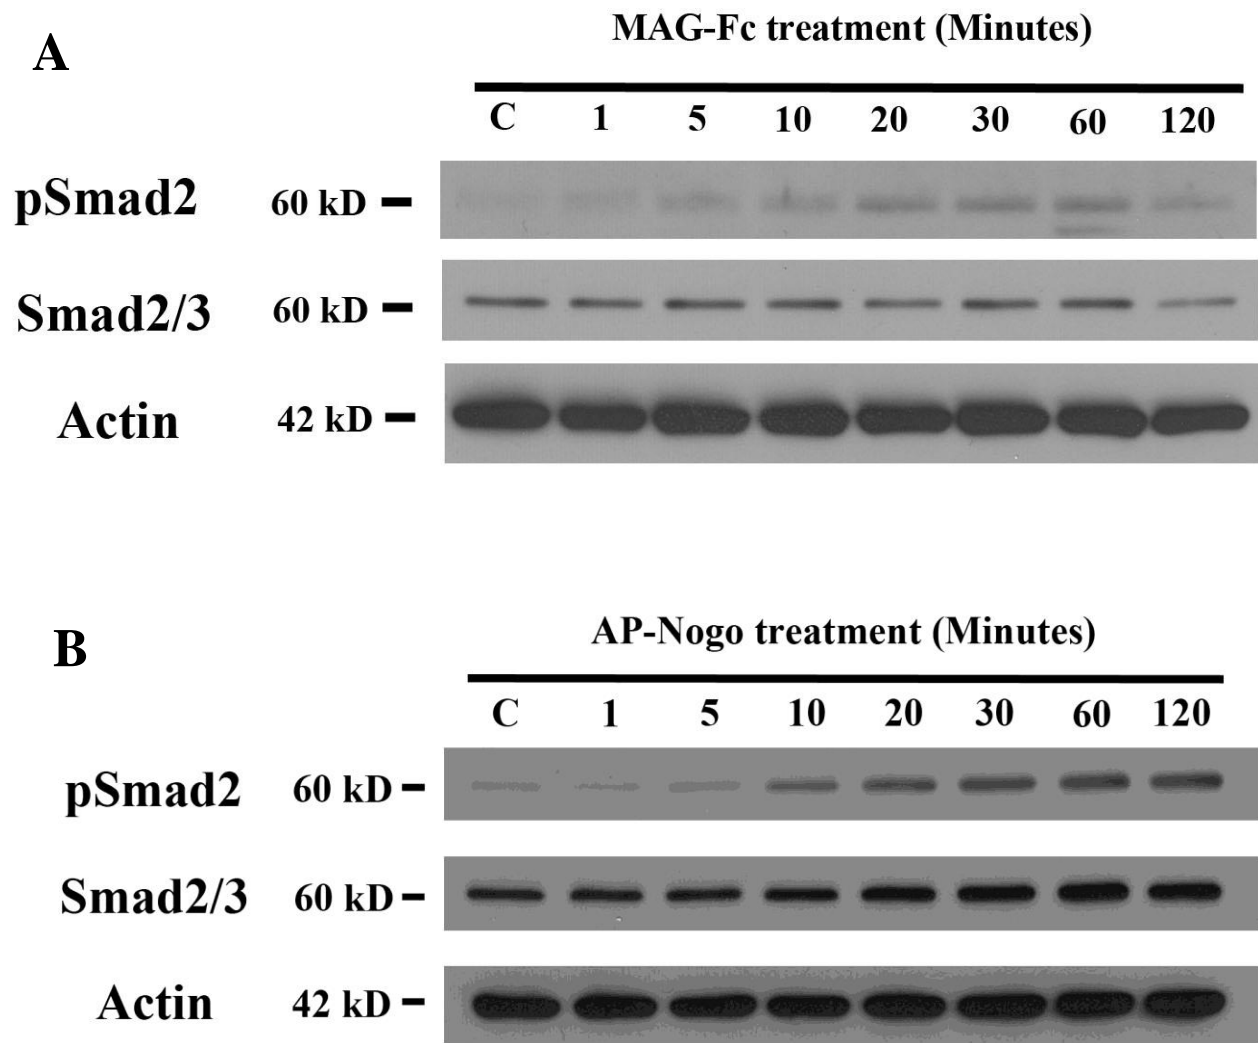 A
MAG-Fc treatment (Minutes)
C 1 5 10 20 30 60 120
pSmad2 60 kD
Smad2/3 60 kD
Actin 42 kD
B
AP-Nogo treatment (Minutes)
C 1 5 10 20 30 60 120
pSmad2 60 kD
Smad2/3 60 kD
Actin 42 kD